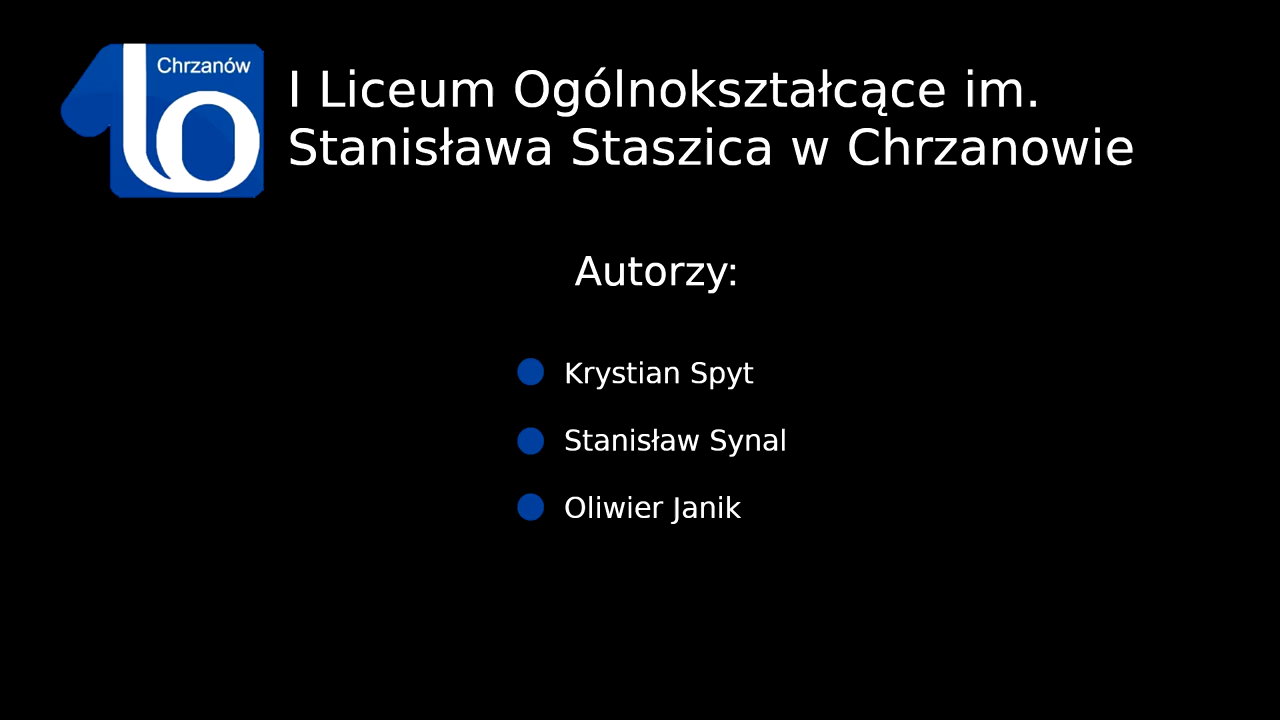 Chrzanów
I Liceum Ogólnokształcące im.
Stanisława Staszica w Chrzanowie
Autorzy:
Krystian Spyt
Stanisław Synal
Oliwier Janik